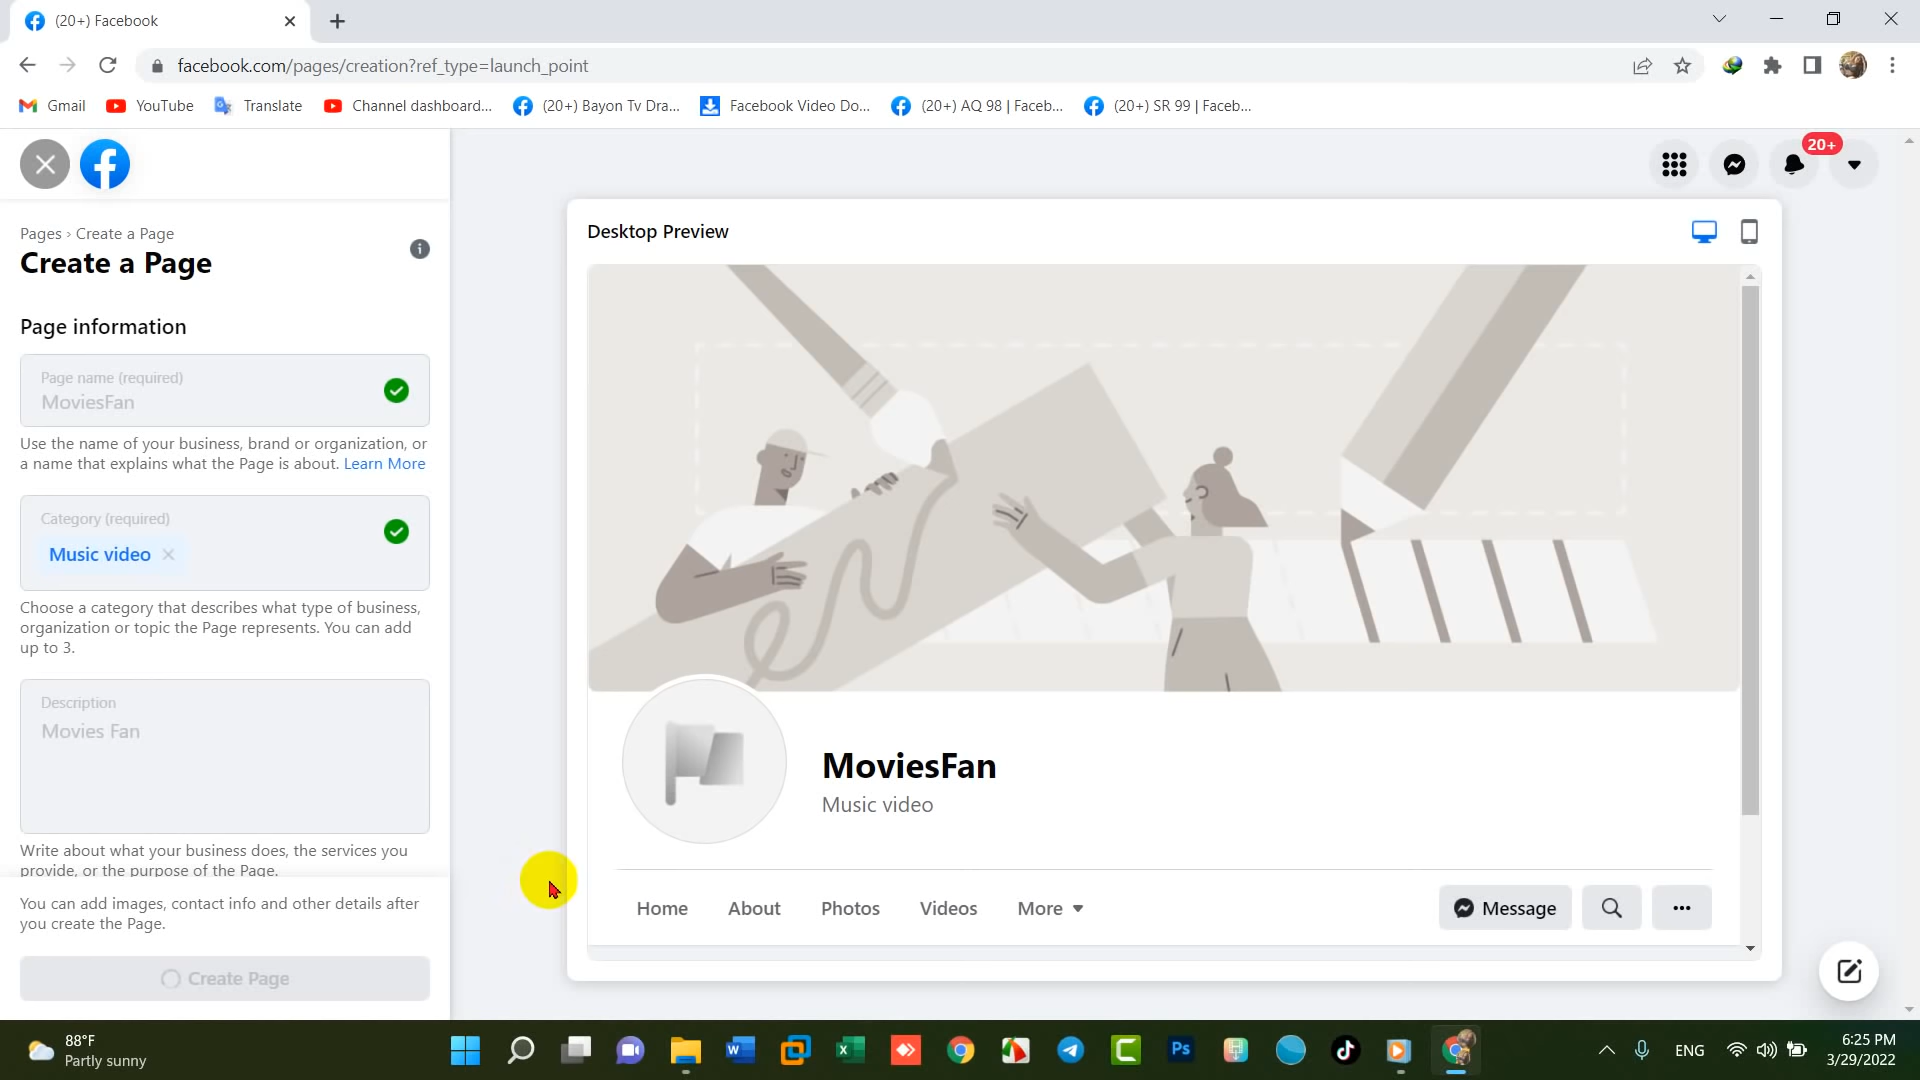 (20+) Facebook
facebook.com/pages/creation?ref_type=launch_point
Gmail
YouTube
Translate
Channel dashboard...
(20+) Bayon Tv Dra...
Facebook Video Do...
(20+) AQ 98 | Faceb...
(20+) SR 99 | Faceb...
20+
Pages › Create a Page
Create a Page
Page information
Page name (required)
MoviesFan
Use the name of your business, brand or organization, or
a name that explains what the Page is about. Learn More
Category (required)
Music video
Choose a category that describes what type of business,
organization or topic the Page represents. You can add
up to 3.
Description
Movies Fan
Write about what your business does, the services you
provide, or the purpose of the Page.
You can add images, contact info and other details after
you create the Page.
Create Page
Desktop Preview
MoviesFan
Music video
Home
About
Photos
Videos
More
Message
88°F
Partly sunny
Ps
ENG
6:25 PM
3/29/2022